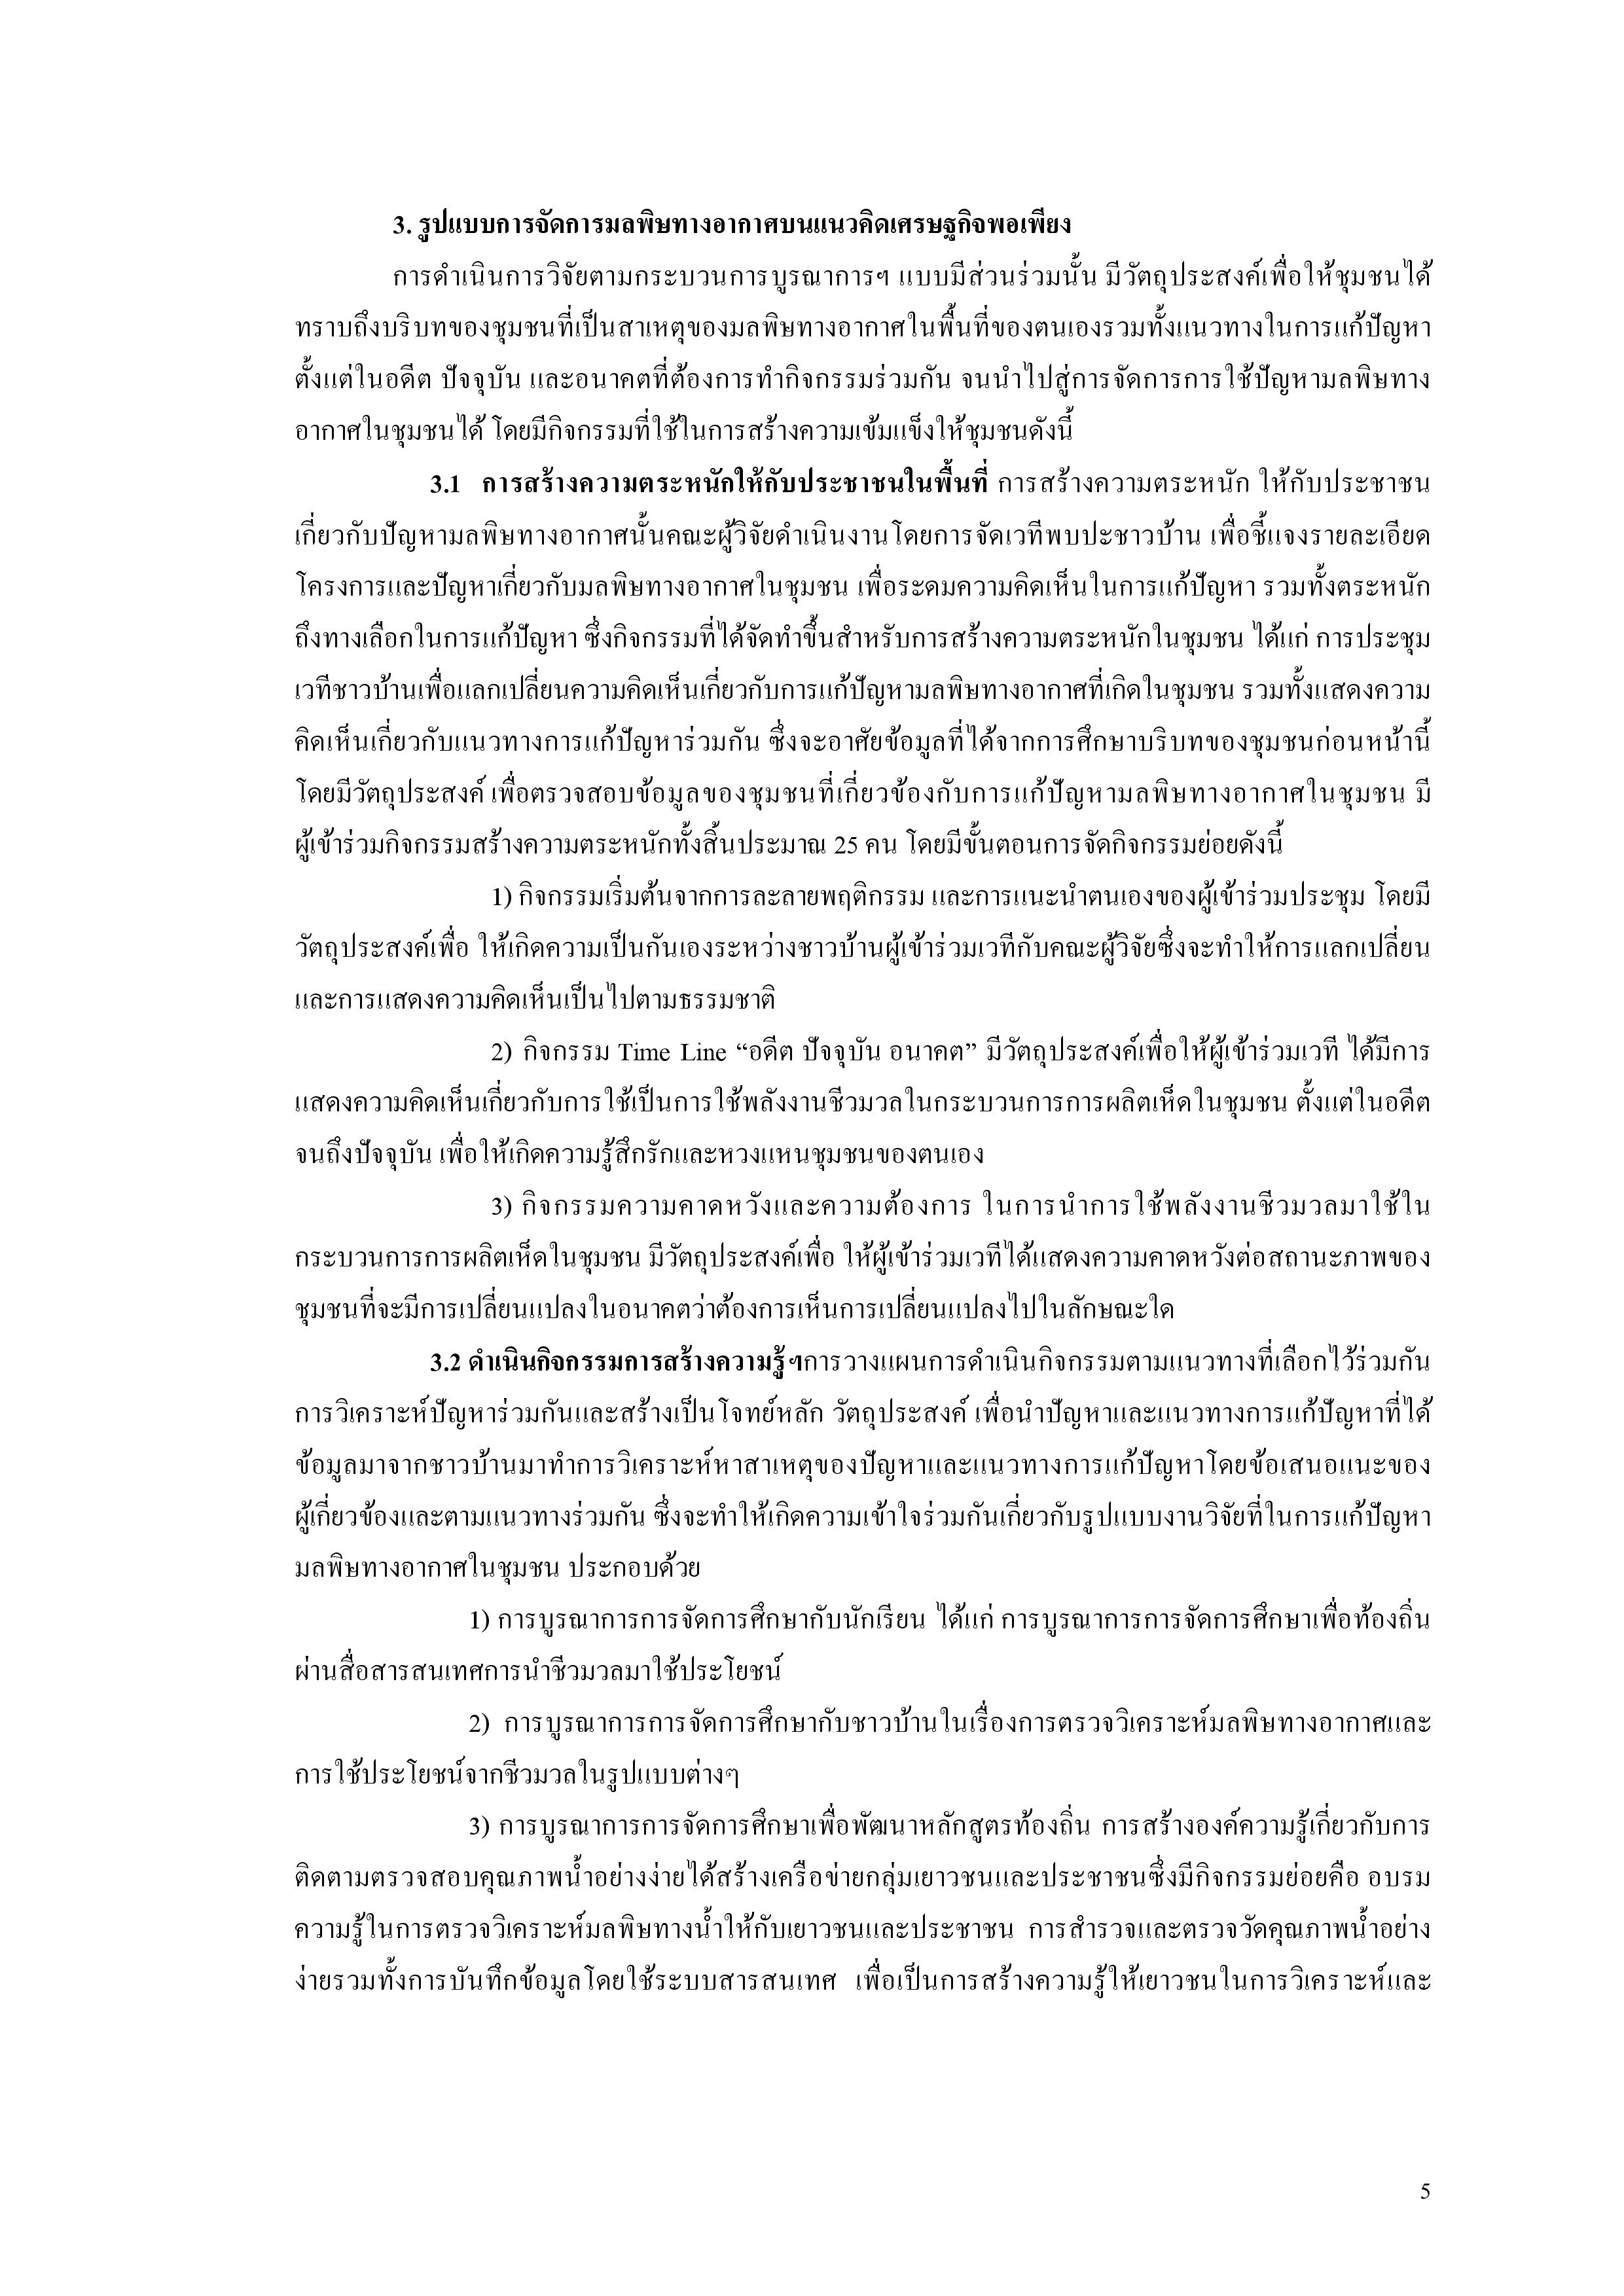 3. รูปแบบการจัดการมลพิษทางอากาศบนแนวคิดเศรษฐกิจพอเพียง
การดำเนินการวิจัยตามกระบวนการบูรณาการฯ แบบมีส่วนร่วมนั้น มีวัตถุประสงค์เพื่อให้ชุมชนได้
ทราบถึงบริบทของชุมชนที่เป็นสาเหตุของมลพิษทางอากาศในพื้นที่ของตนเองรวมทั้งแนวทางในการแก้ปัญหา
ตั้งแต่ในอดีต ปัจจุบัน และอนาคตที่ต้องการทำกิจกรรมร่วมกัน จนนำไปสู่การจัดการการใช้ปัญหามลพิษทาง
อากาศในชุมชนได้ โดยมีกิจกรรมที่ใช้ในการสร้างความเข้มแข็งให้ชุมชนดังนี้
3.1 การสร้างความตระหนักให้กับประชาชนในพื้นที่ การสร้างความตระหนัก ให้กับประชาชน
เกี่ยวกับปัญหามลพิษทางอากาศนั้นคณะผู้วิจัยดำเนินงานโดยการจัดเวทีพบปะชาวบ้าน เพื่อชี้แจงรายละเอียด
โครงการและปัญหาเกี่ยวกับมลพิษทางอากาศในชุมชน เพื่อระดมความคิดเห็นในการแก้ปัญหา รวมทั้งตระหนัก
ถึงทางเลือกในการแก้ปัญหา ซึ่งกิจกรรมที่ได้จัดทำขึ้นสำหรับการสร้างความตระหนักในชุมชน ได้แก่ การประชุม
เวทีชาวบ้านเพื่อแลกเปลี่ยนความคิดเห็นเกี่ยวกับการแก้ปัญหามลพิษทางอากาศที่เกิดในชุมชน รวมทั้งแสดงความ
คิดเห็นเกี่ยวกับแนวทางการแก้ปัญหาร่วมกัน ซึ่งจะอาศัยข้อมูลที่ได้จากการศึกษาบริบทของชุมชนก่อนหน้านี้
โดยมีวัตถุประสงค์ เพื่อตรวจสอบข้อมูลของชุมชนที่เกี่ยวข้องกับการแก้ปัญหามลพิษทางอากาศในชุมชน มี
ผู้เข้าร่วมกิจกรรมสร้างความตระหนักทั้งสิ้นประมาณ 25 คน โดยมีขั้นตอนการจัดกิจกรรมย่อยดังนี้
1) กิจกรรมเริ่มต้นจากการละลายพฤติกรรม และการแนะนำตนเองของผู้เข้าร่วมประชุม โดยมี
วัตถุประสงค์เพื่อ ให้เกิดความเป็นกันเองระหว่างชาวบ้านผู้เข้าร่วมเวทีกับคณะผู้วิจัยซึ่งจะทำให้การแลกเปลี่ยน
และการแสดงความคิดเห็นเป็นไปตามธรรมชาติ
2) กิจกรรม Time Line “อดีต ปัจจุบัน อนาคต” มีวัตถุประสงค์เพื่อให้ผู้เข้าร่วมเวที ได้มีการ
แสดงความคิดเห็นเกี่ยวกับการใช้เป็นการใช้พลังงานชีวมวลในกระบวนการการผลิตเห็ดในชุมชน ตั้งแต่ในอดีต
จนถึงปัจจุบัน เพื่อให้เกิดความรู้สึกรักและหวงแหนชุมชนของตนเอง
3) กิจกรรมความคาดหวังและความต้องการ ในการนำการใช้พลังงานชีวมวลมาใช้ใน
กระบวนการการผลิตเห็ดในชุมชน มีวัตถุประสงค์เพื่อ ให้ผู้เข้าร่วมเวทีได้แสดงความคาดหวังต่อสถานะภาพของ
ชุมชนที่จะมีการเปลี่ยนแปลงในอนาคตว่าต้องการเห็นการเปลี่ยนแปลงไปในลักษณะใด
3.2 ดำเนินกิจกรรมการสร้างความรู้ฯการวางแผนการดำเนินกิจกรรมตามแนวทางที่เลือกไว้ร่วมกัน
การวิเคราะห์ปัญหาร่วมกันและสร้างเป็นโจทย์หลัก วัตถุประสงค์ เพื่อนำปัญหาและแนวทางการแก้ปัญหาที่ได้
ข้อมูลมาจากชาวบ้านมาทำการวิเคราะห์หาสาเหตุของปัญหาและแนวทางการแก้ปัญหาโดยข้อเสนอแนะของ
ผู้เกี่ยวข้องและตามแนวทางร่วมกัน ซึ่งจะทำให้เกิดความเข้าใจร่วมกันเกี่ยวกับรูปแบบงานวิจัยที่ในการแก้ปัญหา
มลพิษทางอากาศในชุมชน ประกอบด้วย
1) การบูรณาการการจัดการศึกษากับนักเรียน ได้แก่ การบูรณาการการจัดการศึกษาเพื่อท้องถิ่น
ผ่านสื่อสารสนเทศการนำชีวมวลมาใช้ประโยชน์
2) การบูรณาการการจัดการศึกษากับชาวบ้านในเรื่องการตรวจวิเคราะห์มลพิษทางอากาศและ
การใช้ประโยชน์จากชีวมวลในรูปแบบต่างๆ
3) การบูรณาการการจัดการศึกษาเพื่อพัฒนาหลักสูตรท้องถิ่น การสร้างองค์ความรู้เกี่ยวกับการ
ติดตามตรวจสอบคุณภาพน้ำอย่างง่ายได้สร้างเครือข่ายกลุ่มเยาวชนและประชาชนซึ่งมีกิจกรรมย่อยคือ อบรม
ความรู้ในการตรวจวิเคราะห์มลพิษทางน้ำให้กับเยาวชนและประชาชน การสำรวจและตรวจวัดคุณภาพน้ำอย่าง
ง่ายรวมทั้งการบันทึกข้อมูลโดยใช้ระบบสารสนเทศ เพื่อเป็นการสร้างความรู้ให้เยาวชนในการวิเคราะห์และ
5